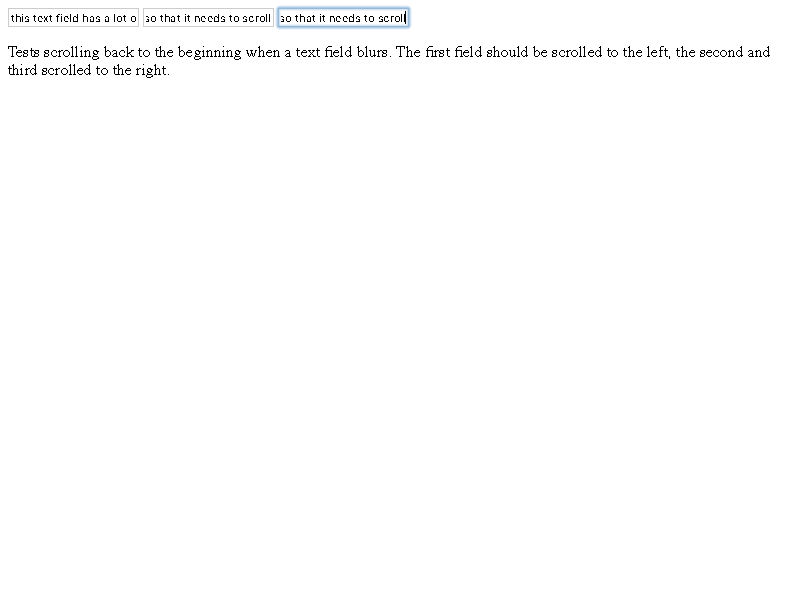 this text field has a lot o so that it needs to scroll so that it needs to scroll
Tests scrolling back to the beginning when a text field blurs. The first field should be scrolled to the left, the second and
third scrolled to the right.